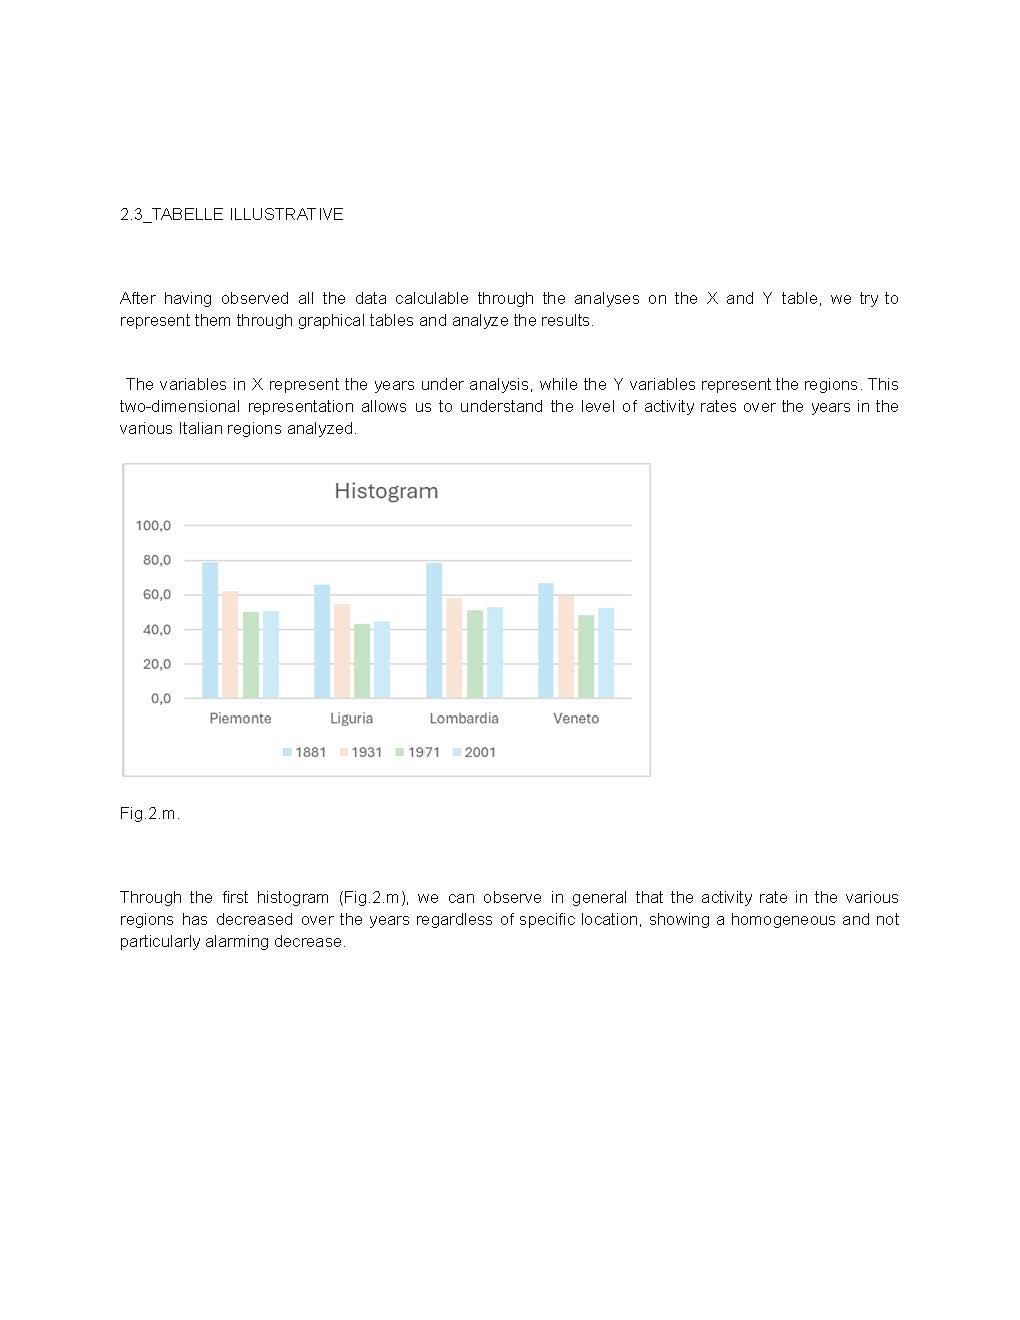 2.3_TABELLE ILLUSTRATIVE
After having observed all the data calculable through the analyses on the X and Y table, we try to
represent them through graphical tables and analyze the results.
The variables in X represent the years under analysis, while the Y variables represent the regions. This
two-dimensional representation allows us to understand the level of activity rates over the years in the
various Italian regions analyzed.
Histogram
100,0
80,0
60,0
40,0
20,0
0,0
Piemonte Liguria Lombardia Veneto
1881 1931 1971 2001
Fig.2.m.
Through the first histogram (Fig.2.m), we can observe in general that the activity rate in the various
regions has decreased over the years regardless of specific location, showing a homogeneous and not
particularly alarming decrease.